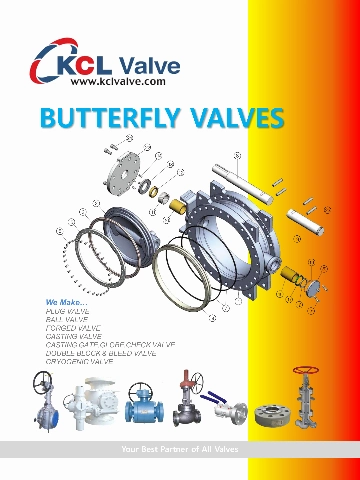 KCL Valve
www.kclvalve.com
BUTTERFLY VALVES
We Make...
PLUG VALVE
BALL VALVE
FORGED VALVE
CASTING VALVE
CASTING GATE GLOBE CHECK VALVE
DOUBLE BLOCK & BLEED VALVE
CRYOGENIC VALVE
Your Best Partner of All Valves